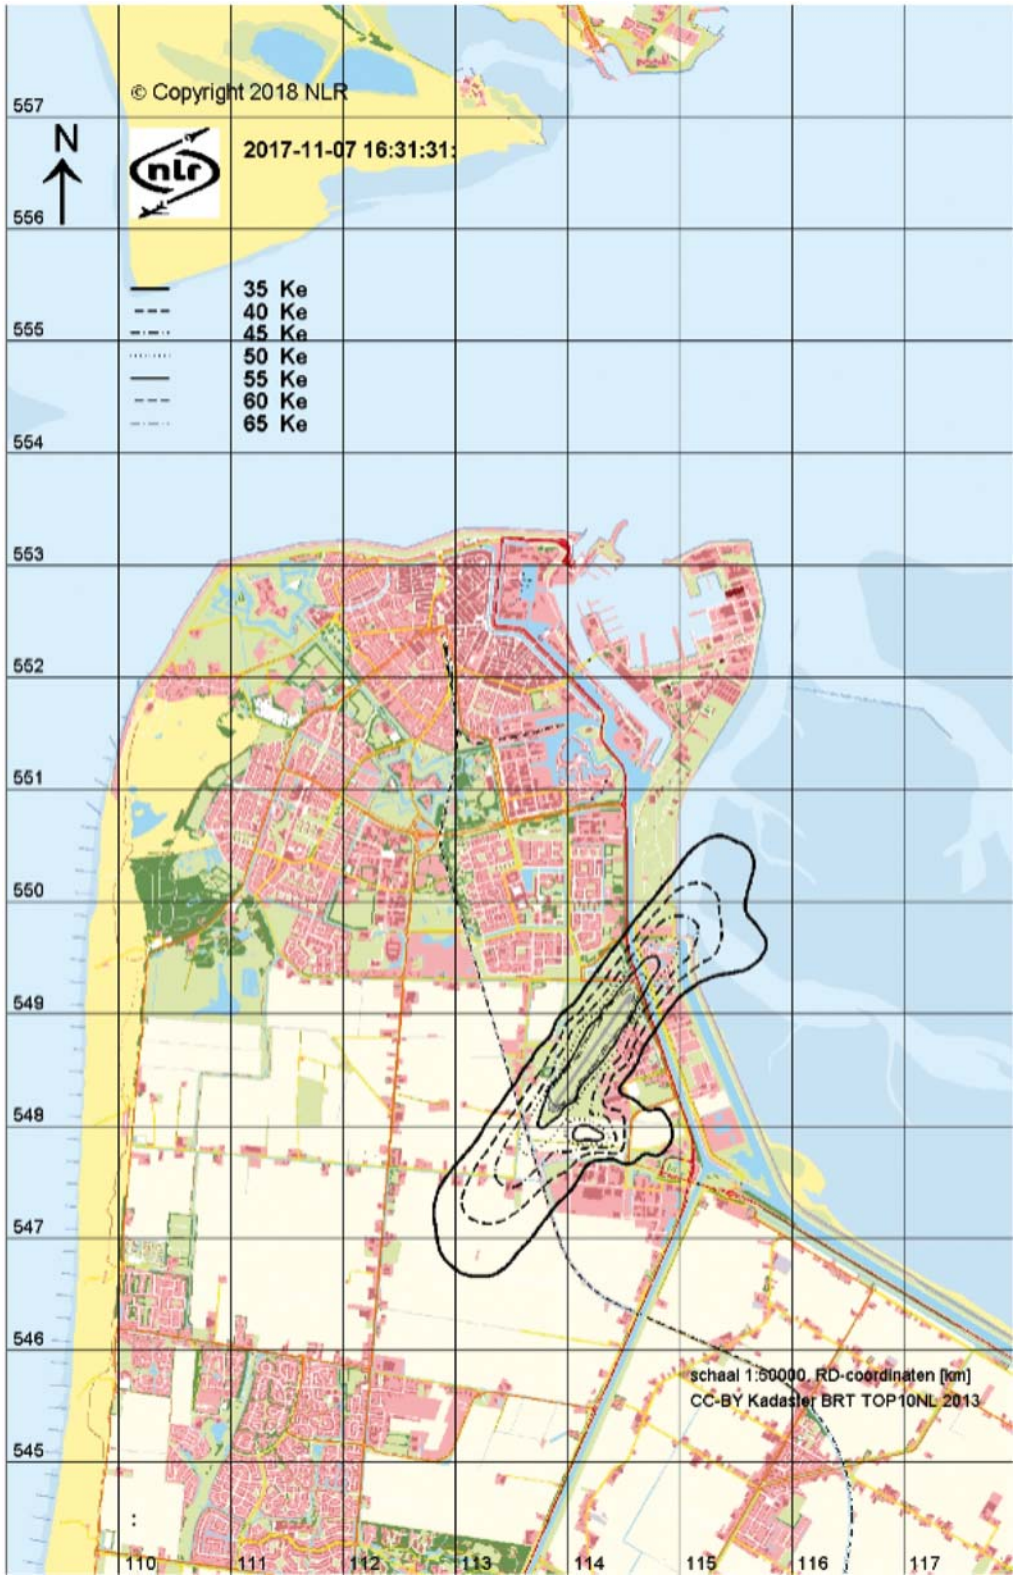 © Copyright 2018 NLR
557
N
nlr
2017-11-07 16:31:31:
556
35 Ke
40 Ke
45 Ke
50 Ke
55 Ke
60 Ke
65 Ke
555
554
553
552
551
550
549
548
547
546
schaal 1:50000, RD-coordinaten [km]
CC-BY Kadaster BRT TOP10NL 2013
545
110 111 112 113 114 115 116 117